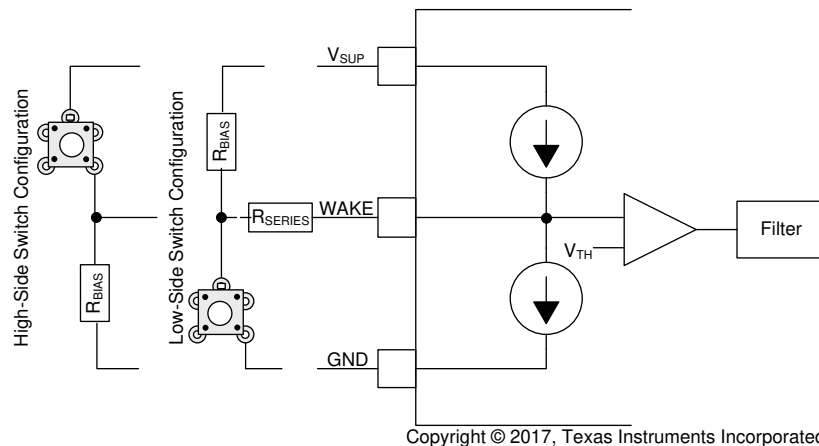 High-Side Switch Configuration
R_BIAS
Low-Side Switch Configuration
R_BIAS
R_SERIES
V_SUP
WAKE
GND
V_TH
Filter
Copyright © 2017, Texas Instruments Incorporated